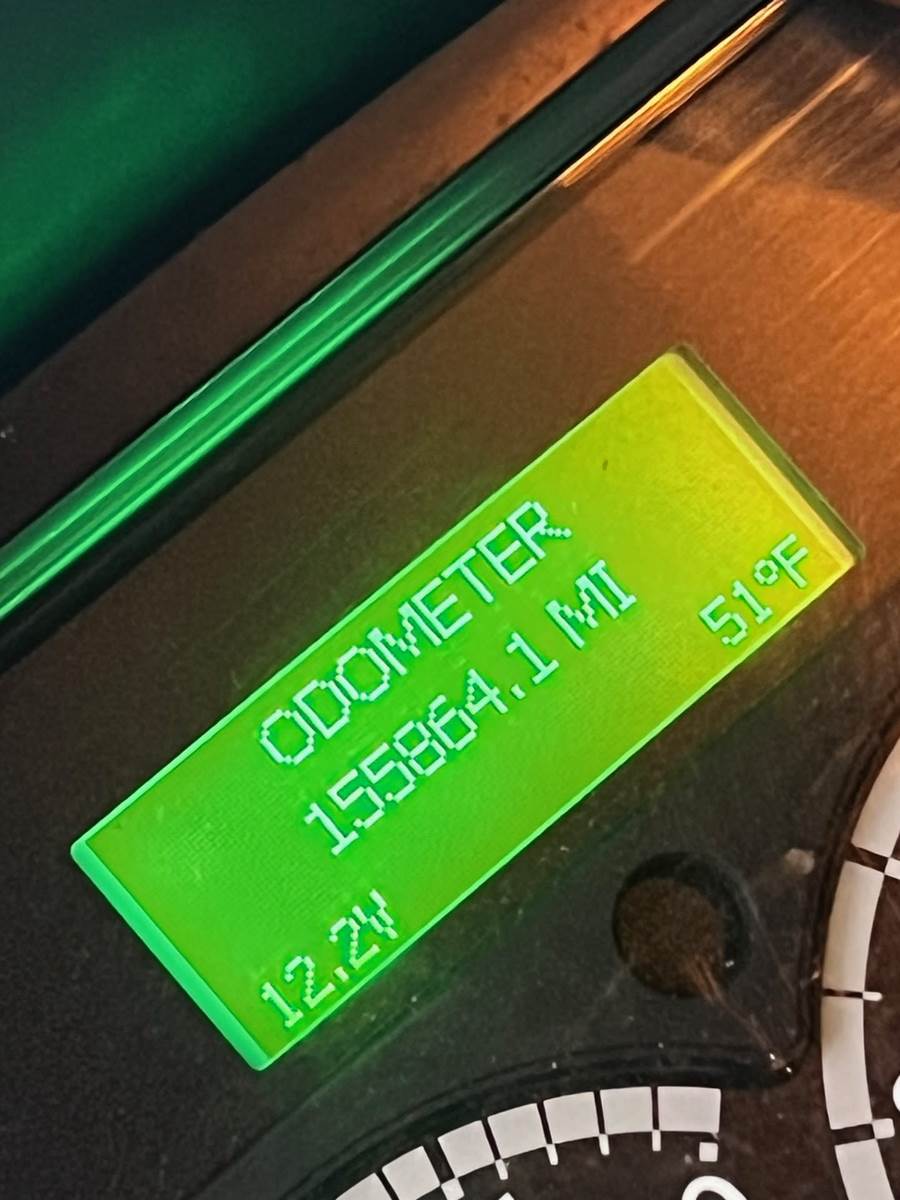 ODOMETER
155864.1 MI
12.2V
51°F